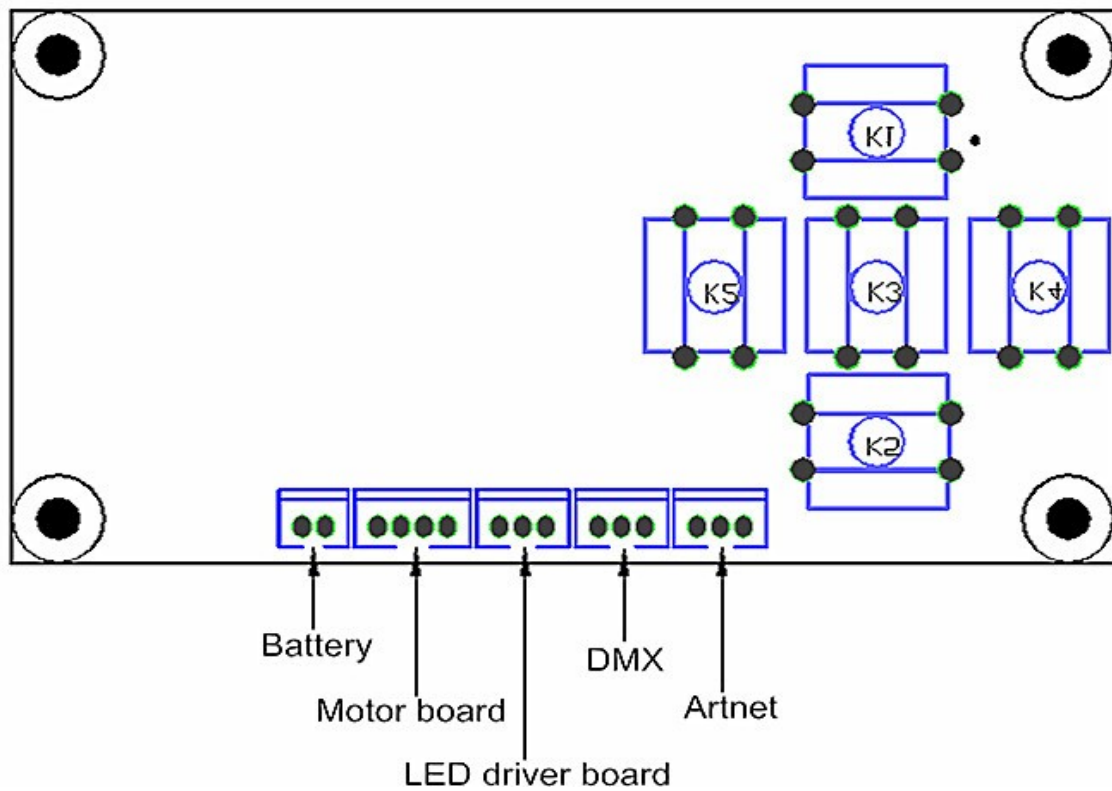 K1
K5
K3
K4
K2
Battery
DMX
Motor board
Artnet
LED driver board